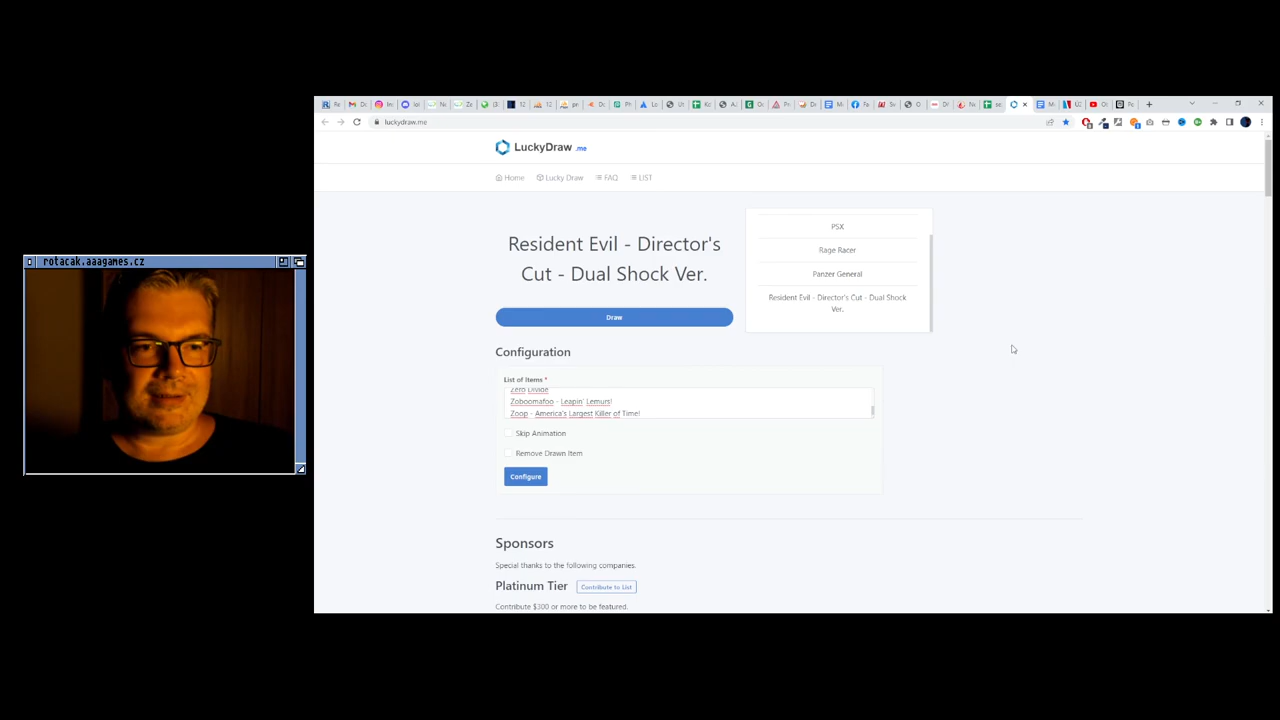 luckydraw.me
LuckyDraw .me
Home
Lucky Draw
FAQ
LIST
Resident Evil - Director's
Cut - Dual Shock Ver.
Draw
PSX
Rage Racer
Panzer General
Resident Evil - Director's Cut - Dual Shock
Ver.
rotacak.aaagames.cz
Configuration
List of Items *
Zero Divide
Zoboomafoo - Leapin' Lemurs!
Zoop - America's Largest Killer of Time!
Skip Animation
Remove Drawn Item
Configure
Sponsors
Special thanks to the following companies.
Platinum Tier
Contribute to List
Contribute $300 or more to be featured.